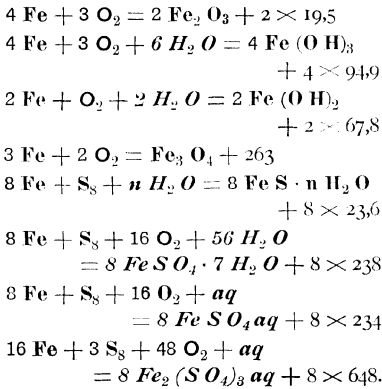 4 Fe + 3 O₂ = 2 Fe₂ O₃ + 2 × 19,5
4 Fe + 3 O₂ + 6 H₂ O = 4 Fe (O H)₃
+ 4 × 94,9
2 Fe + O₂ + 2 H₂ O = 2 Fe (O H)₂
+ 2 × 67,8
3 Fe + 2 O₂ = Fe₃ O₄ + 263
8 Fe + S₈ + n H₂ O = 8 Fe S · n H₂ O
+ 8 × 23,6
8 Fe + S₈ + 16 O₂ + 56 H₂ O
= 8 Fe S O₄ · 7 H₂ O + 8 × 238
8 Fe + S₈ + 16 O₂ + aq
= 8 Fe S O₄ aq + 8 × 234
16 Fe + 3 S₈ + 48 O₂ + aq
= 8 Fe₂ (S O₄)₃ aq + 8 × 648.